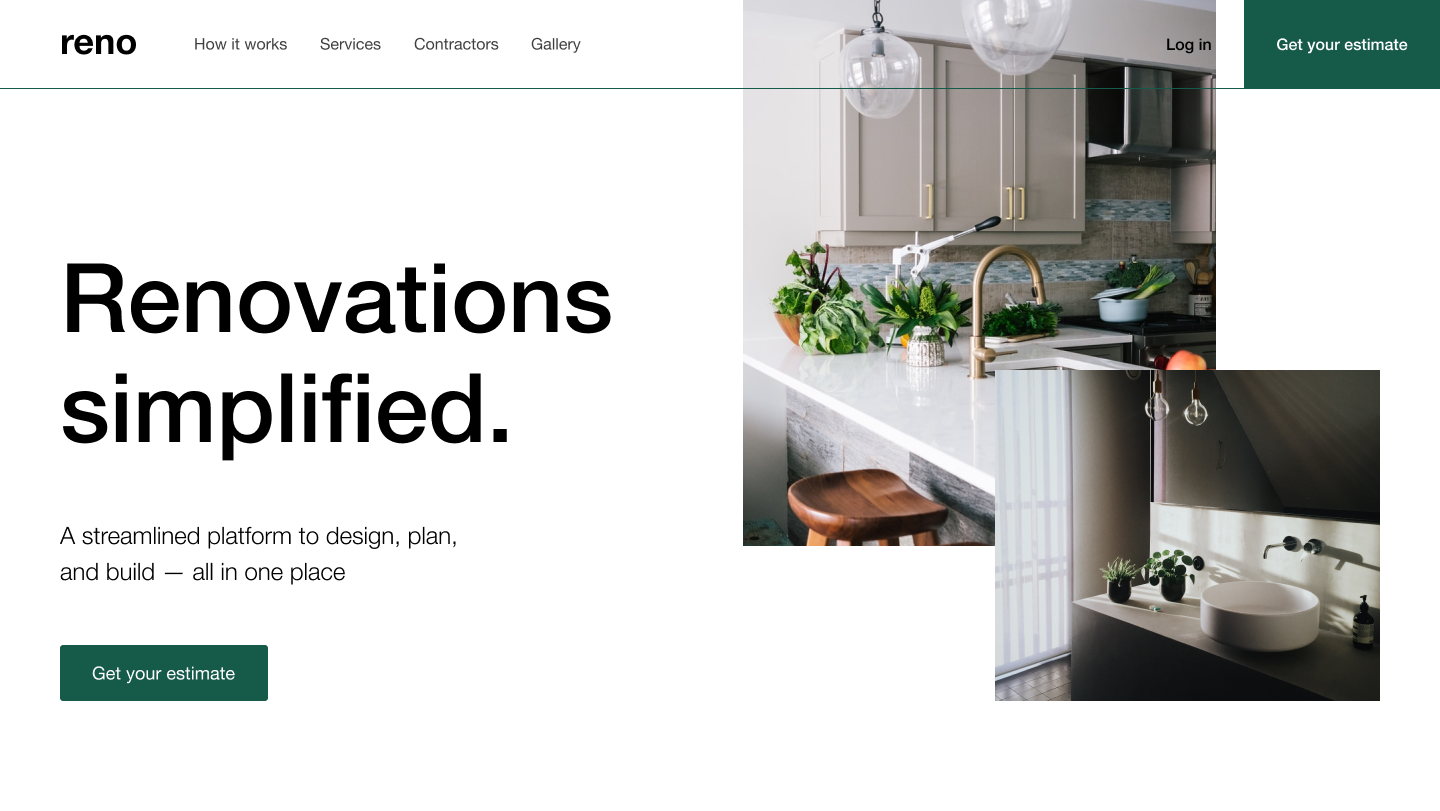 reno
How it works
Services
Contractors
Gallery
Log in
Get your estimate
Renovations
simplified.
A streamlined platform to design, plan,
and build — all in one place
Get your estimate